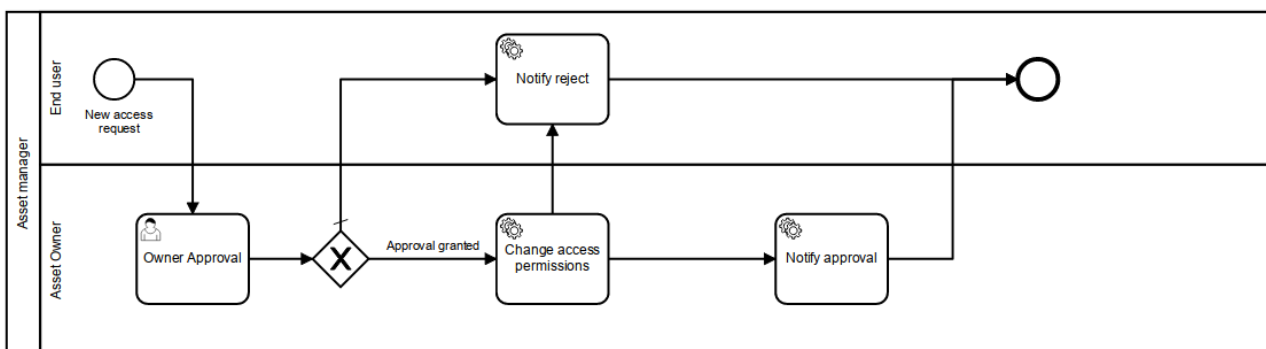 Asset manager
End user
New access
request
Notify reject
Asset Owner
Owner Approval
X
Approval granted
Change access
permissions
Notify approval